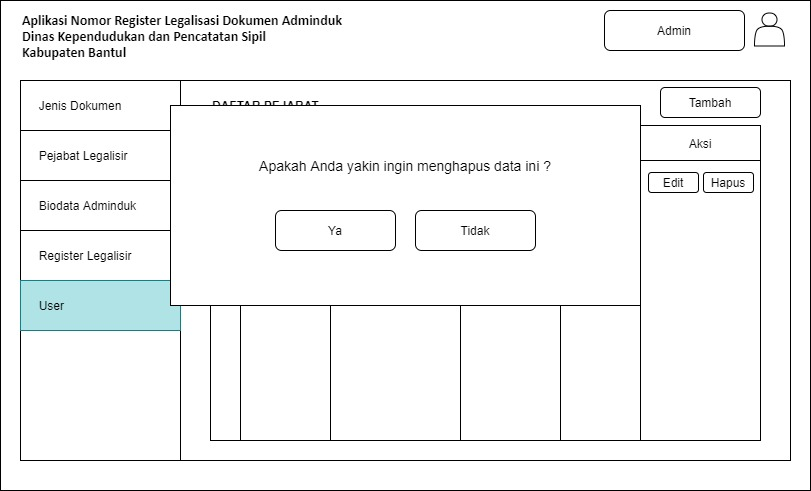 Aplikasi Nomor Register Legalisasi Dokumen Adminduk
Dinas Kependudukan dan Pencatatan Sipil
Kabupaten Bantul
Admin
Jenis Dokumen
Pejabat Legalisir
Biodata Adminduk
Register Legalisir
User
DAFTAR PEJABAT
Tambah
Aksi
Edit
Hapus
Apakah Anda yakin ingin menghapus data ini ?
Ya
Tidak